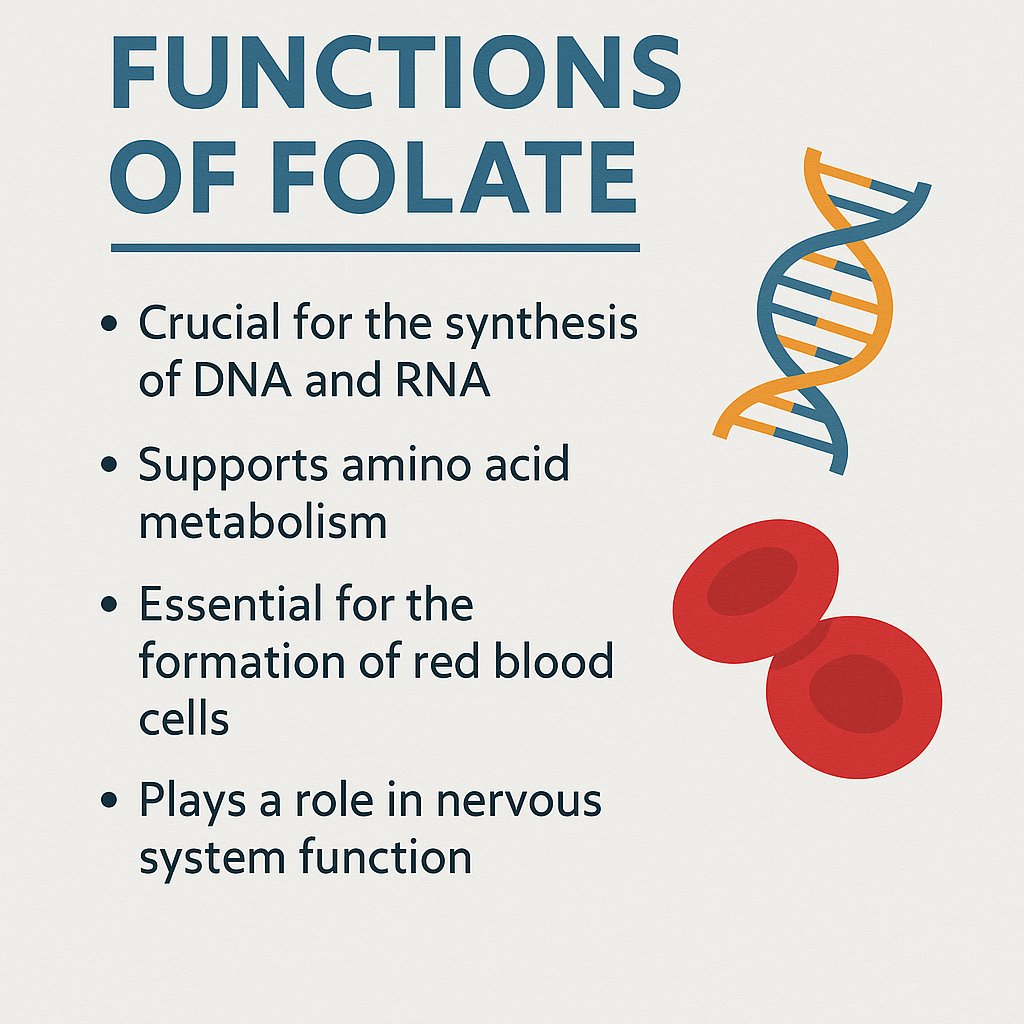 FUNCTIONS
OF FOLATE
• Crucial for the synthesis
of DNA and RNA
• Supports amino acid
metabolism
• Essential for the
formation of red blood
cells
• Plays a role in nervous
system function